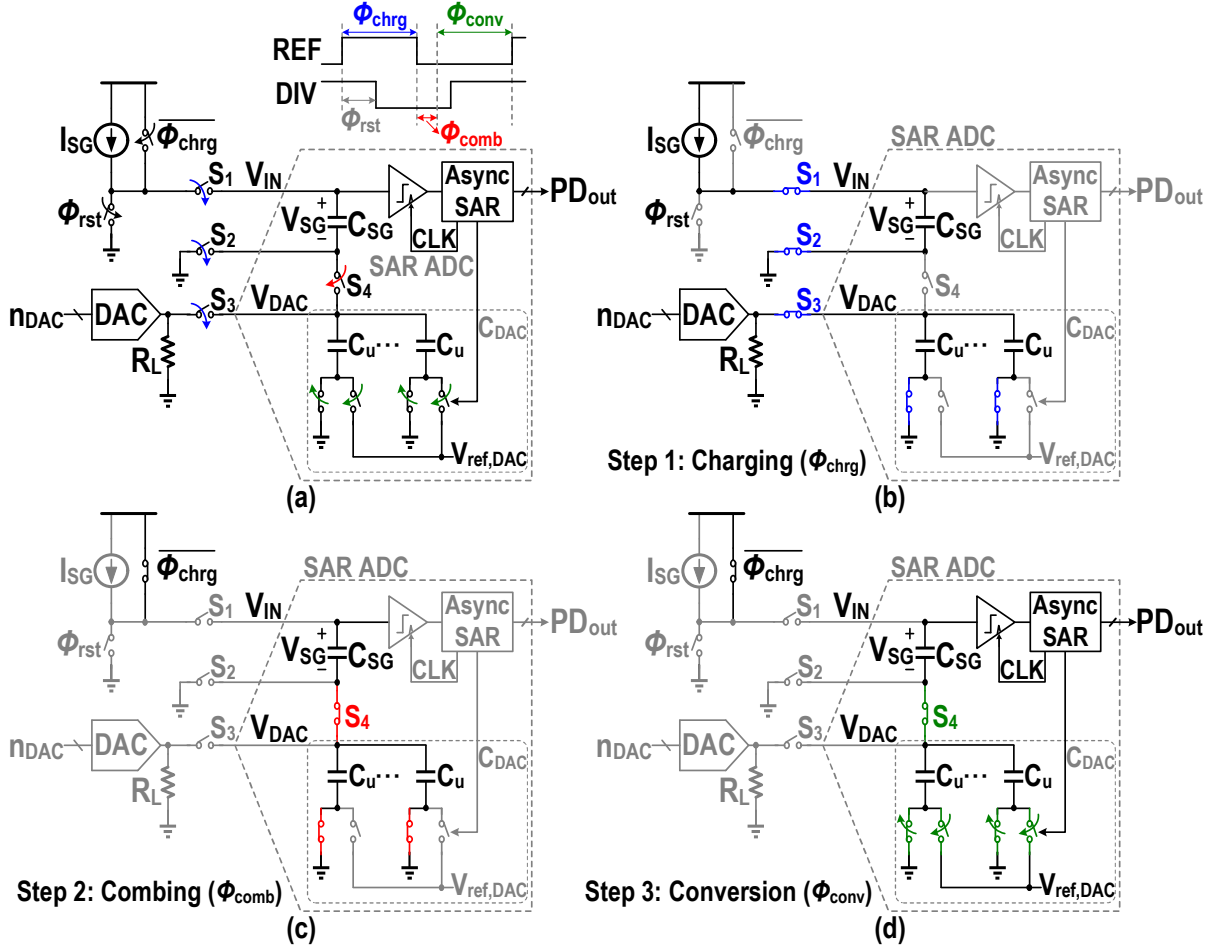 Φchrg Φconv
REF
DIV
Φrst
Φcomb
ISG Φchrg
S1 VIN
Φrst
VSG + − CSG
Async SAR
PDout
CLK
SAR ADC
S2
S4
nDAC DAC S3 VDAC
RL
CDAC
Cu ··· Cu
Vref,DAC
(a)
ISG Φchrg
SAR ADC
S1 VIN
Φrst
VSG + − CSG
Async SAR
PDout
CLK
S2
S4
nDAC DAC S3 VDAC
RL
CDAC
Cu ··· Cu
Vref,DAC
Step 1: Charging (Φchrg)
(b)
ISG Φchrg
SAR ADC
S1 VIN
Φrst
VSG + − CSG
Async SAR
PDout
CLK
S2
S4
nDAC DAC S3 VDAC
RL
CDAC
Cu ··· Cu
Vref,DAC
Step 2: Combing (Φcomb)
(c)
ISG Φchrg
SAR ADC
S1 VIN
Φrst
VSG + − CSG
Async SAR
PDout
CLK
S2
S4
nDAC DAC S3 VDAC
RL
CDAC
Cu ··· Cu
Vref,DAC
Step 3: Conversion (Φconv)
(d)